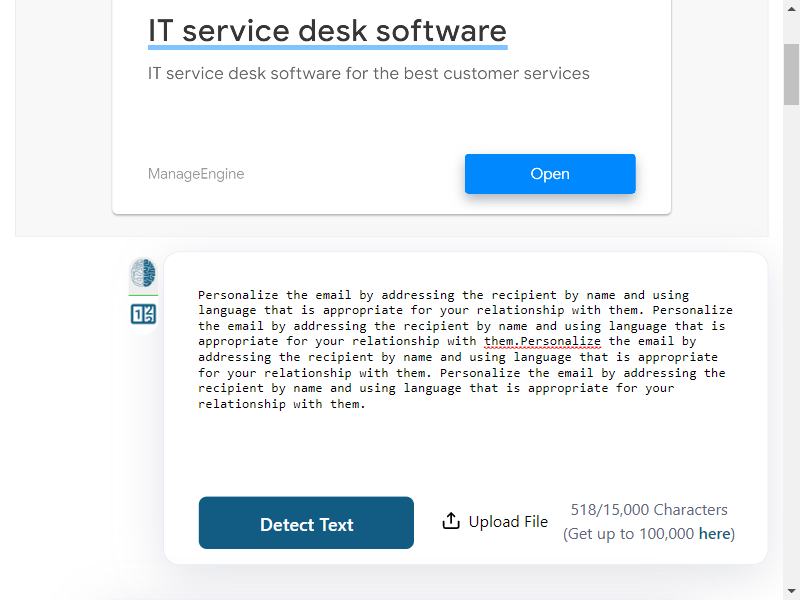 IT service desk software
IT service desk software for the best customer services
ManageEngine
Open
Personalize the email by addressing the recipient by name and using
language that is appropriate for your relationship with them. Personalize
the email by addressing the recipient by name and using language that is
appropriate for your relationship with them.Personalize the email by
addressing the recipient by name and using language that is appropriate
for your relationship with them. Personalize the email by addressing the
recipient by name and using language that is appropriate for your
relationship with them.
Detect Text
Upload File
518/15,000 Characters
(Get up to 100,000 here)